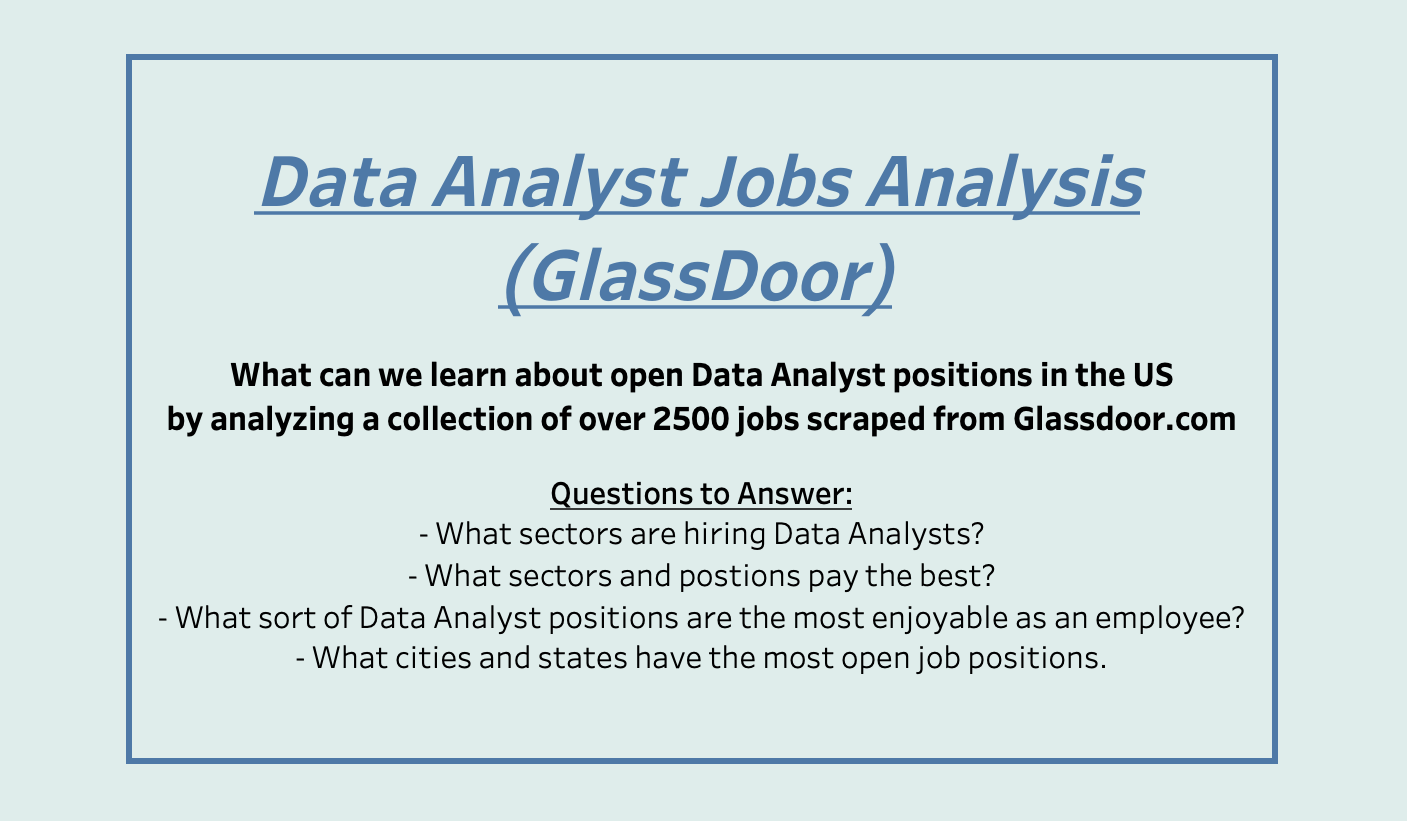 Data Analyst Jobs Analysis
(GlassDoor)
What can we learn about open Data Analyst positions in the US
by analyzing a collection of over 2500 jobs scraped from Glassdoor.com
Questions to Answer:
- What sectors are hiring Data Analysts?
- What sectors and postions pay the best?
- What sort of Data Analyst positions are the most enjoyable as an employee?
- What cities and states have the most open job positions.